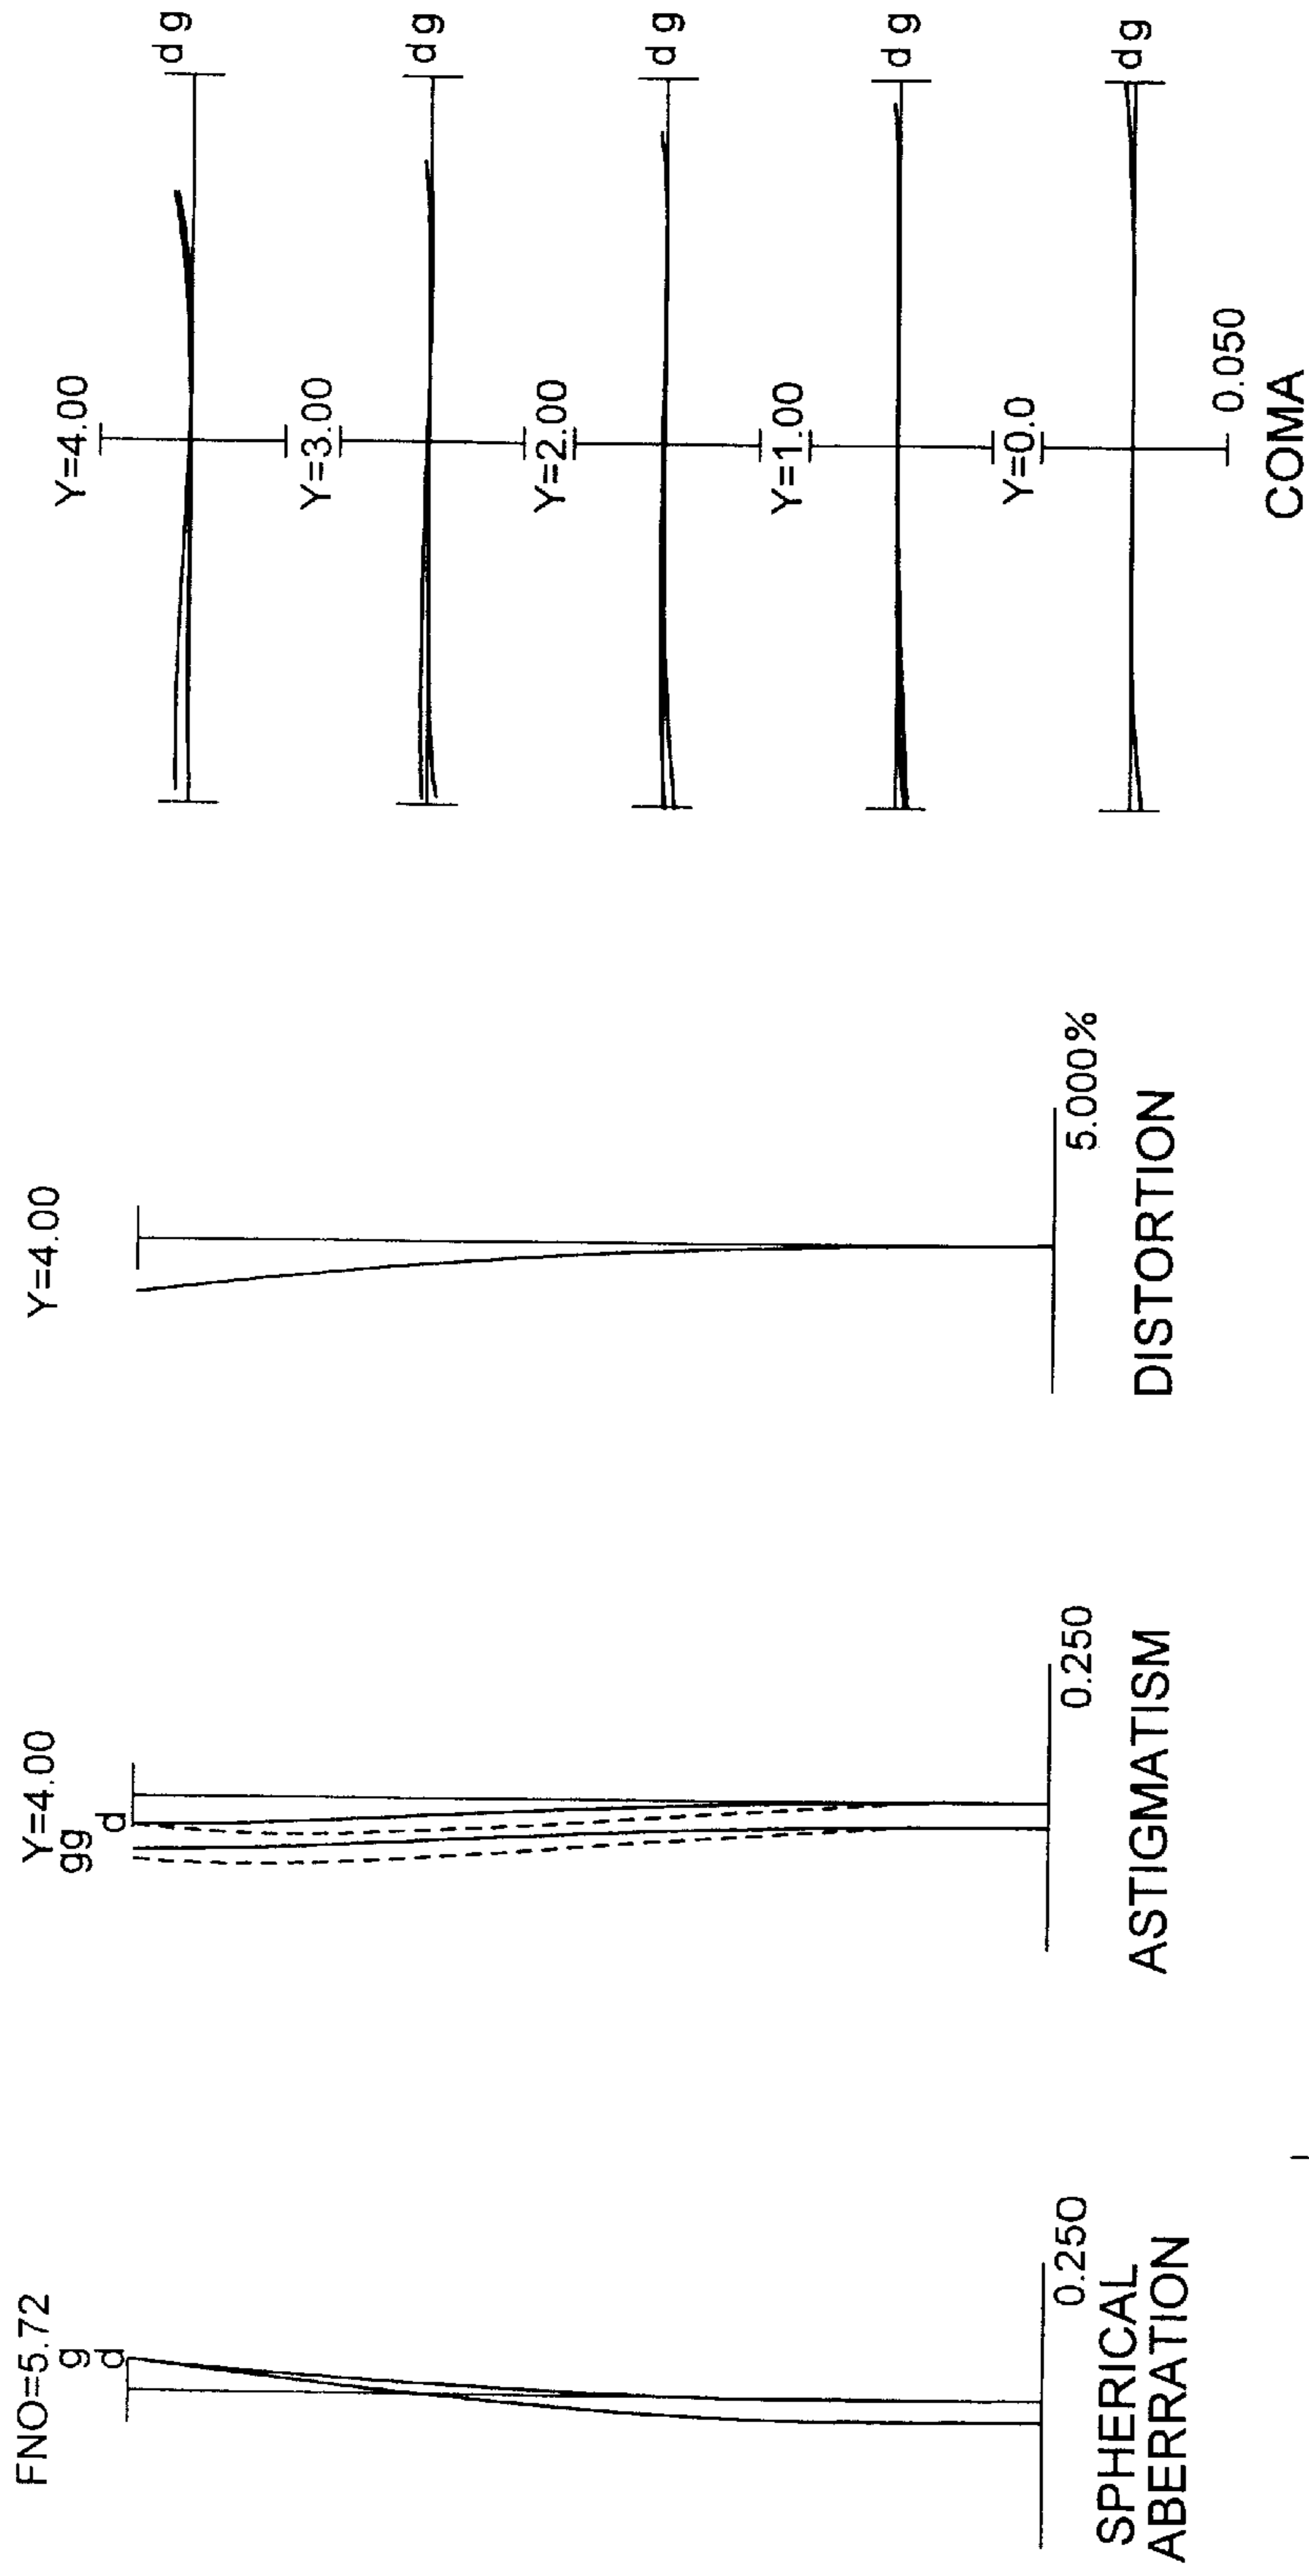 FNO=5.72
g
d
0.250
SPHERICAL
ABERRATION
Y=4.00
gg
d
0.250
ASTIGMATISM
Y=4.00
5.000%
DISTORTION
Y=4.00
d g
Y=3.00
d g
Y=2.00
d g
Y=1.00
d g
Y=0.0
d g
0.050
COMA